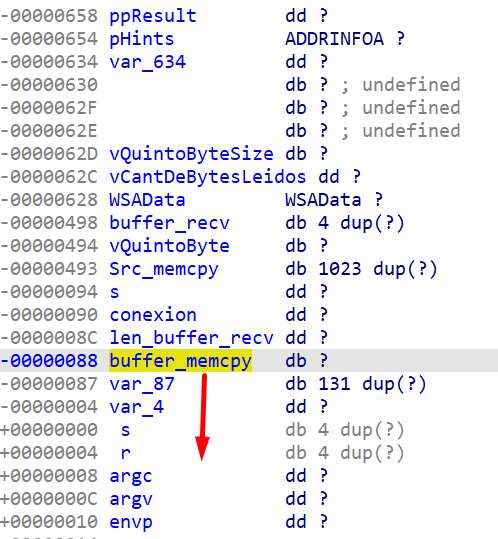 -00000658 ppResult dd ?
-00000654 pHints ADDRINFOA ?
-00000634 var_634 dd ?
-00000630 db ? ; undefined
-0000062F db ? ; undefined
-0000062E db ? ; undefined
-0000062D vQuintoByteSize db ?
-0000062C vCantDeBytesLeidos dd ?
-00000628 WSAData WSAData ?
-00000498 buffer_recv db 4 dup(?)
-00000494 vQuintoByte db ?
-00000493 Src_memcpy db 1023 dup(?)
-00000094 s dd ?
-00000090 conexion dd ?
-0000008C len_buffer_recv dd ?
-00000088 buffer_memcpy db ?
-00000087 var_87 db 131 dup(?)
-00000004 var_4 dd ?
+00000000 s db 4 dup(?)
+00000004 r db 4 dup(?)
+00000008 argc dd ?
+0000000C argv dd ?
+00000010 envp dd ?